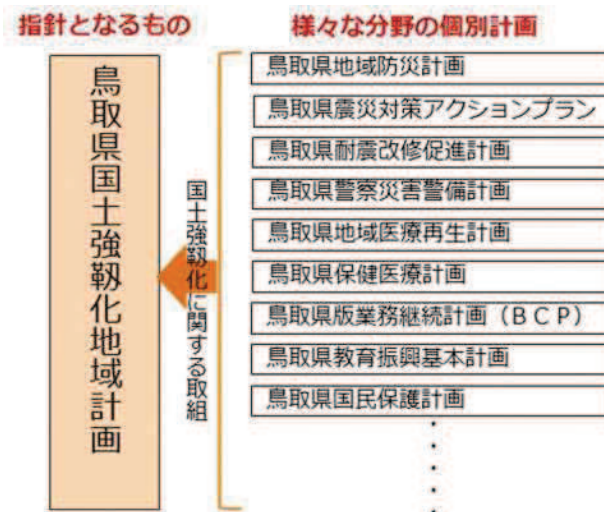 指針となるもの
様々な分野の個別計画
鳥取県国土強靱化地域計画
国土強靱化に関する取組
鳥取県地域防災計画
鳥取県震災対策アクションプラン
鳥取県耐震改修促進計画
鳥取県警察災害警備計画
鳥取県地域医療再生計画
鳥取県保健医療計画
鳥取県版業務継続計画(BCP)
鳥取県教育振興基本計画
鳥取県国民保護計画